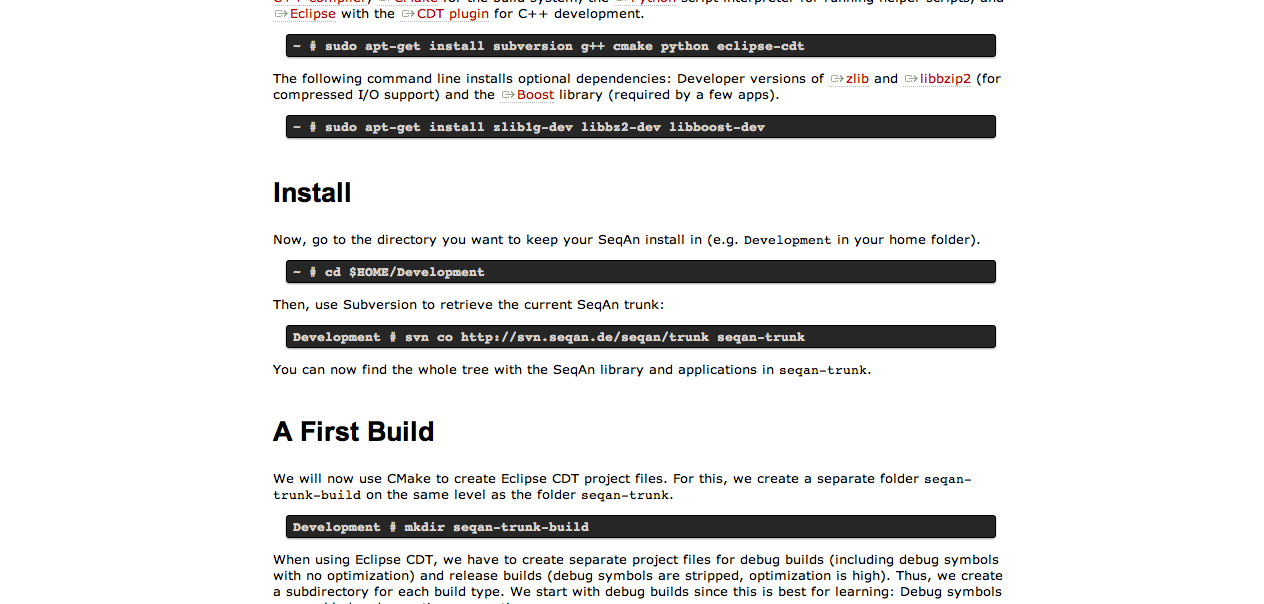 Eclipse with the CDT plugin for C++ development.
~ # sudo apt-get install subversion g++ cmake python eclipse-cdt
The following command line installs optional dependencies: Developer versions of zlib and libbzip2 (for
compressed I/O support) and the Boost library (required by a few apps).
~ # sudo apt-get install zlib1g-dev libbz2-dev libboost-dev
Install
Now, go to the directory you want to keep your SeqAn install in (e.g. Development in your home folder).
~ # cd $HOME/Development
Then, use Subversion to retrieve the current SeqAn trunk:
Development # svn co http://svn.seqan.de/seqan/trunk seqan-trunk
You can now find the whole tree with the SeqAn library and applications in seqan-trunk.
A First Build
We will now use CMake to create Eclipse CDT project files. For this, we create a separate folder seqan-
trunk-build on the same level as the folder seqan-trunk.
Development # mkdir seqan-trunk-build
When using Eclipse CDT, we have to create separate project files for debug builds (including debug symbols
with no optimization) and release builds (debug symbols are stripped, optimization is high). Thus, we create
a subdirectory for each build type. We start with debug builds since this is best for learning: Debug symbols